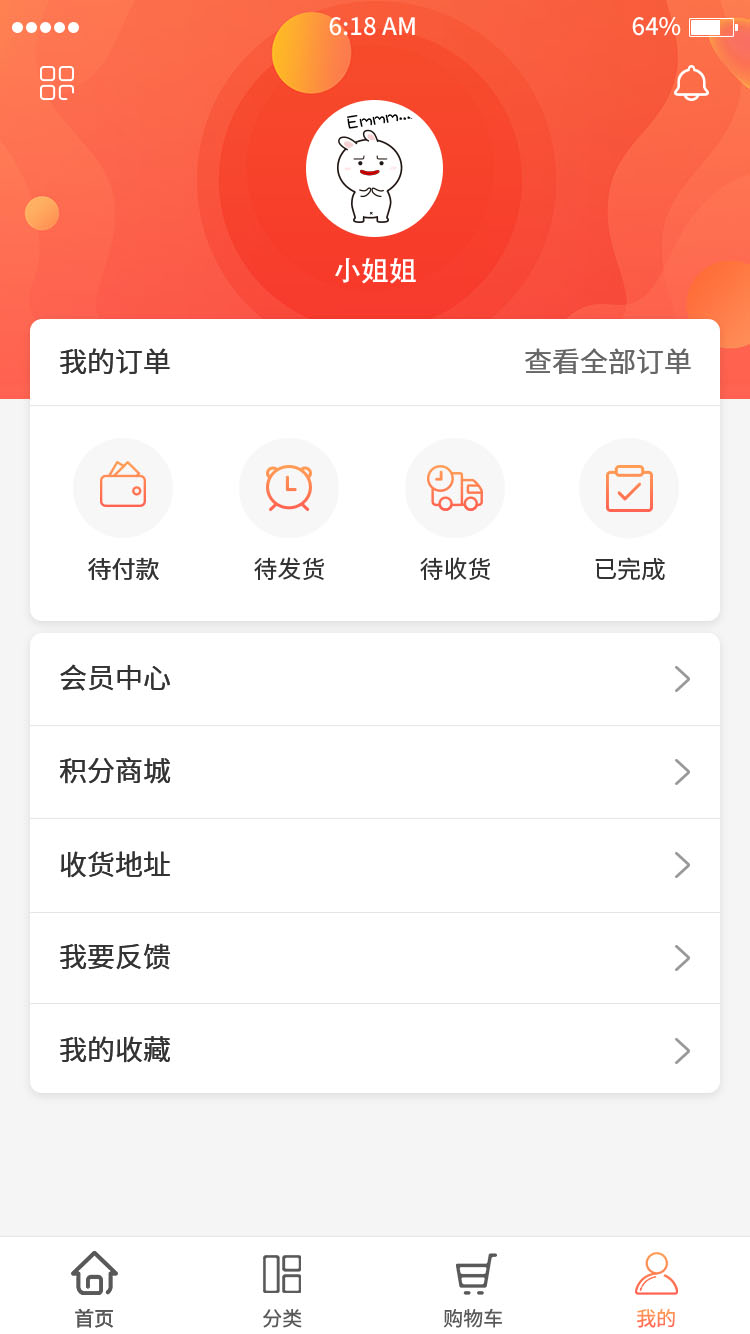 6:18 AM 64%
Emmm...
小姐姐
我的订单 查看全部订单
待付款 待发货 待收货 已完成
会员中心
积分商城
收货地址
我要反馈
我的收藏
首页 分类 购物车 我的